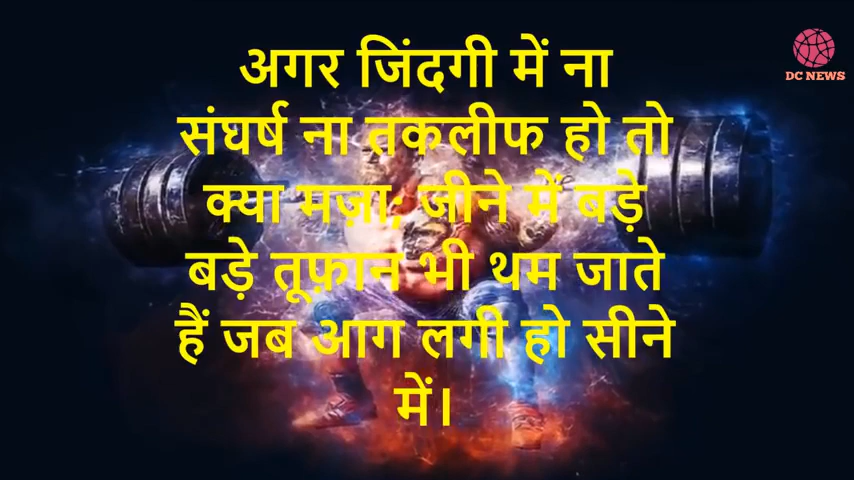 अगर जिंदगी में ना
संघर्ष ना तकलीफ हो तो
क्या मज़ा; जीने में बड़े
बड़े तूफ़ान भी थम जाते
हैं जब आग लगी हो सीने
में।
DC NEWS